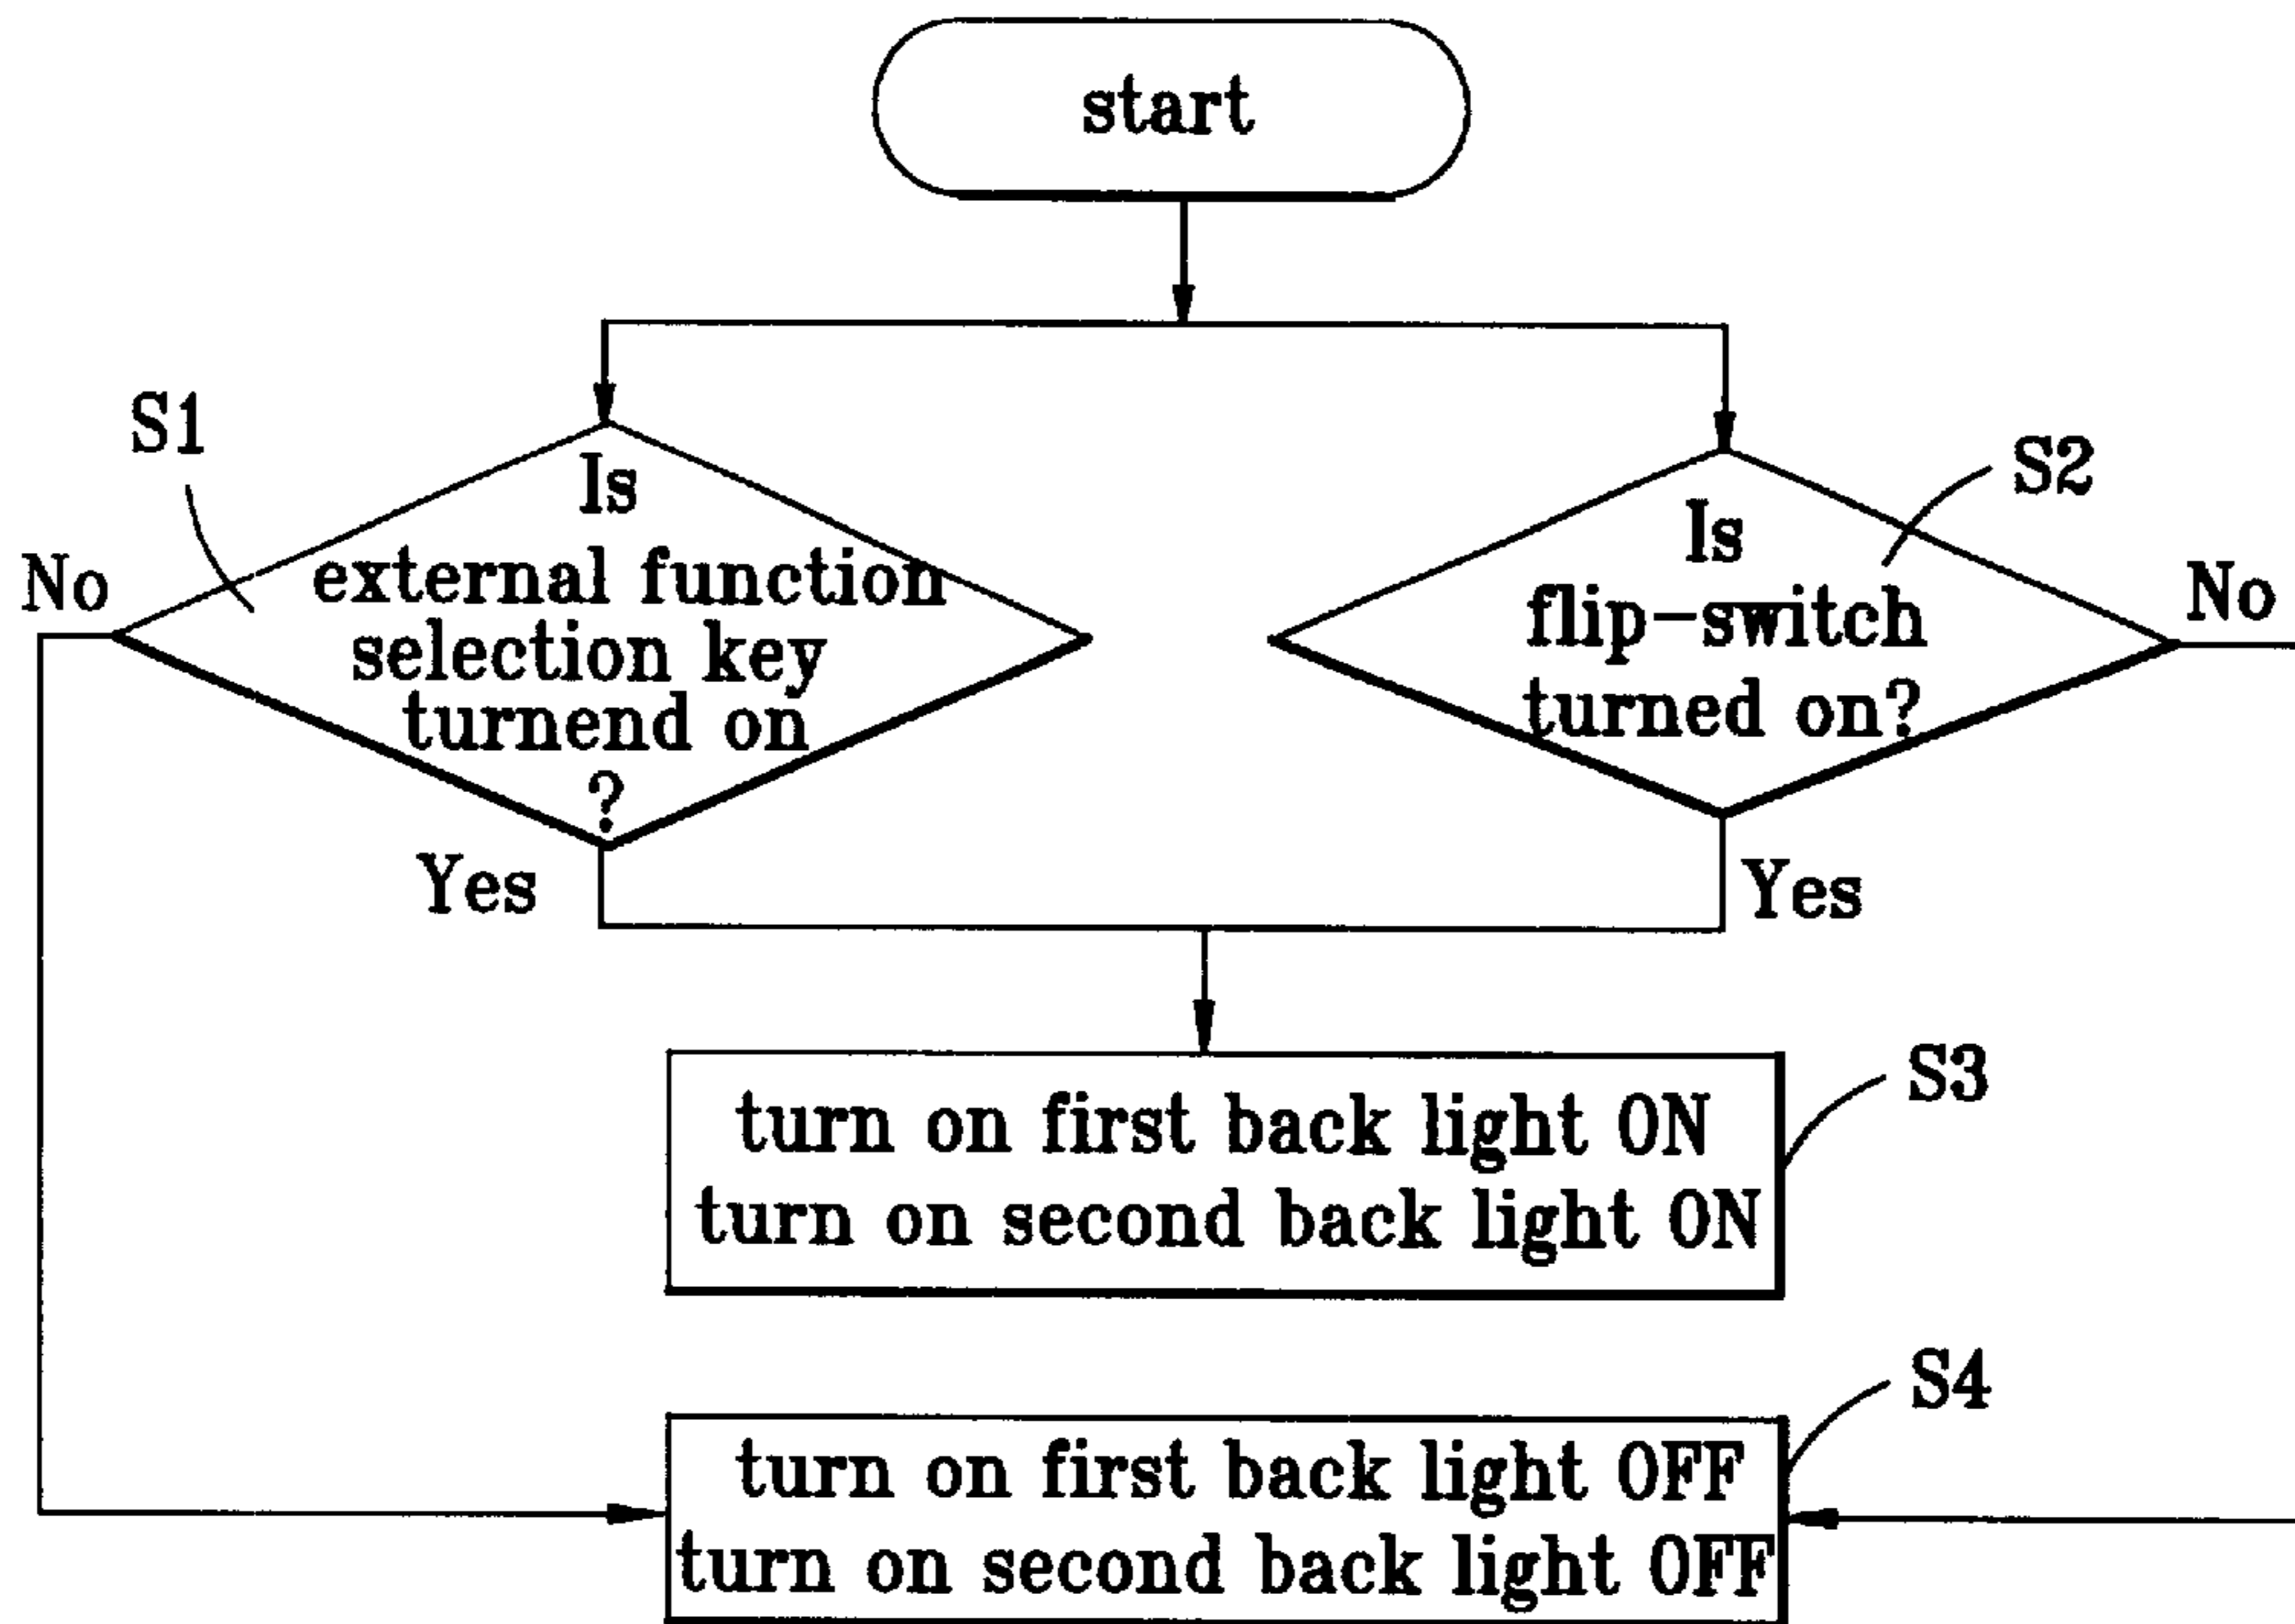 start
S1
Is
external function
selection key
turnend on
?
No
Yes
S2
Is
flip-switch
turned on?
No
Yes
turn on first back light ON
turn on second back light ON
S3
turn on first back light OFF
turn on second back light OFF
S4